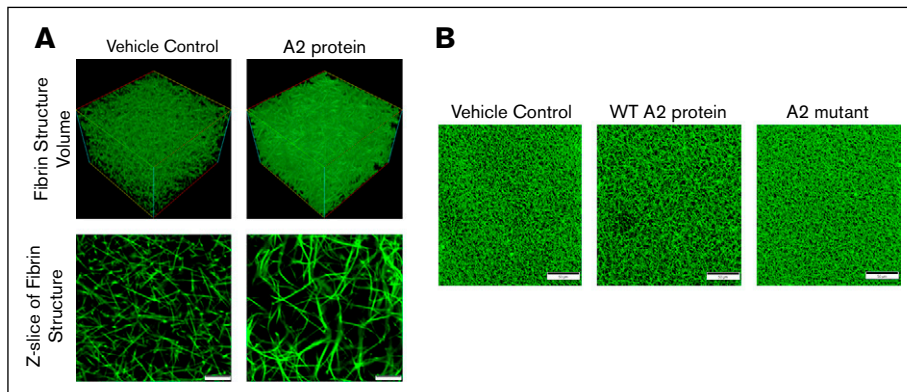 A
Vehicle Control
A2 protein
Fibrin Structure
Volume
Z-slice of Fibrin
Structure
B
Vehicle Control
WT A2 protein
A2 mutant